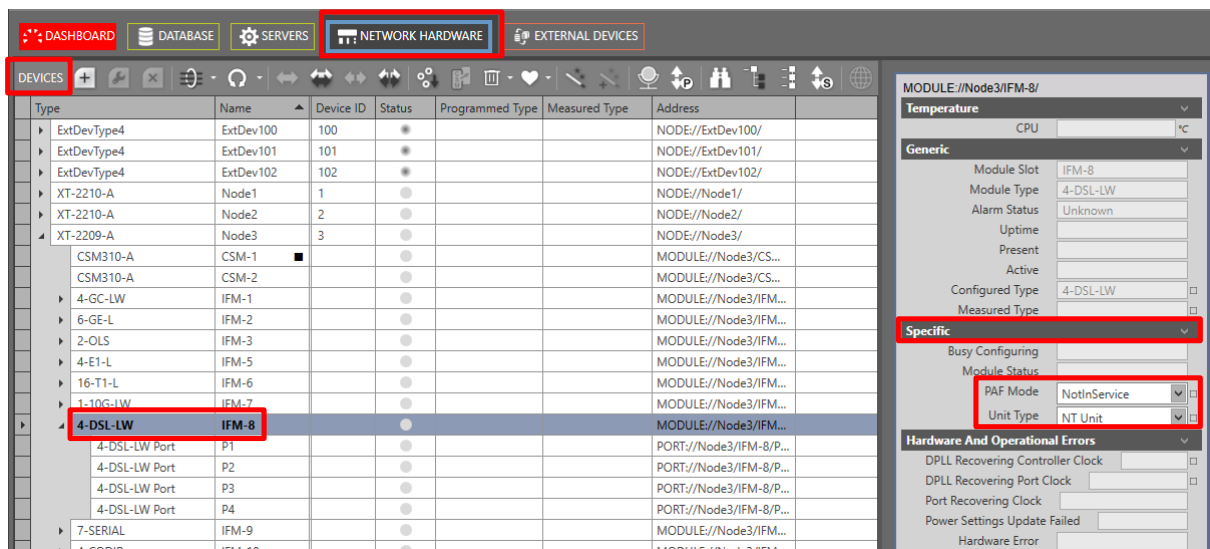 DASHBOARD DATABASE SERVERS NETWORK HARDWARE EXTERNAL DEVICES
DEVICES
Type Name Device ID Status Programmed Type Measured Type Address
ExtDevType4 ExtDev100 100 NODE://ExtDev100/
ExtDevType4 ExtDev101 101 NODE://ExtDev101/
ExtDevType4 ExtDev102 102 NODE://ExtDev102/
XT-2210-A Node1 1 NODE://Node1/
XT-2210-A Node2 2 NODE://Node2/
XT-2209-A Node3 3 NODE://Node3/
CSM310-A CSM-1 MODULE://Node3/CS...
CSM310-A CSM-2 MODULE://Node3/CS...
4-GC-LW IFM-1 MODULE://Node3/IFM...
6-GE-L IFM-2 MODULE://Node3/IFM...
2-OLS IFM-3 MODULE://Node3/IFM...
4-E1-L IFM-5 MODULE://Node3/IFM...
16-T1-L IFM-6 MODULE://Node3/IFM...
1-10G-LW IFM-7 MODULE://Node3/IFM...
4-DSL-LW IFM-8 MODULE://Node3/IFM...
4-DSL-LW Port P1 PORT://Node3/IFM-8/P...
4-DSL-LW Port P2 PORT://Node3/IFM-8/P...
4-DSL-LW Port P3 PORT://Node3/IFM-8/P...
4-DSL-LW Port P4 PORT://Node3/IFM-8/P...
7-SERIAL IFM-9 MODULE://Node3/IFM...
MODULE://Node3/IFM-8/
Temperature
CPU °C
Generic
Module Slot IFM-8
Module Type 4-DSL-LW
Alarm Status Unknown
Uptime
Present
Active
Configured Type 4-DSL-LW
Measured Type
Specific
Busy Configuring
Module Status
PAF Mode NotInService
Unit Type NT Unit
Hardware And Operational Errors
DPLL Recovering Controller Clock
DPLL Recovering Port Clock
Port Recovering Clock
Power Settings Update Failed
Hardware Error